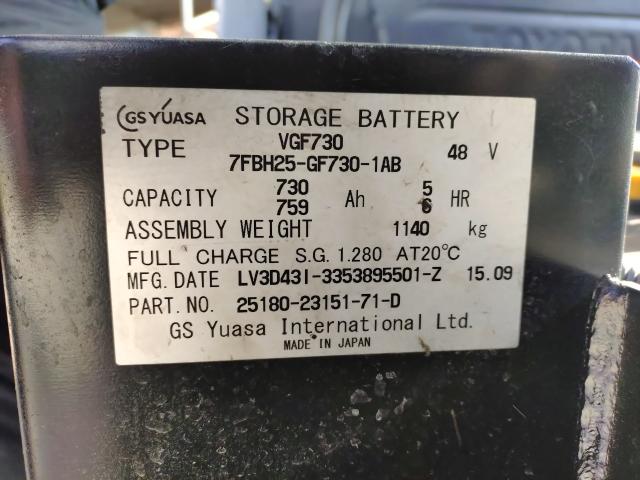 GS YUASA STORAGE BATTERY
TYPE VGF730 48 V
7FBH25-GF730-1AB
CAPACITY 730 Ah 5 HR
759 6
ASSEMBLY WEIGHT 1140 kg
FULL CHARGE S.G. 1.280 AT20℃
MFG. DATE LV3D43I-3353895501-Z 15.09
PART. NO. 25180-23151-71-D
GS Yuasa International Ltd.
MADE IN JAPAN